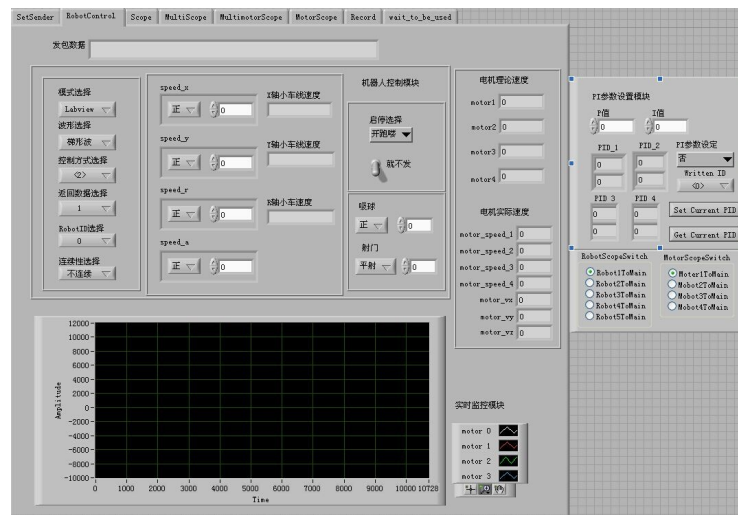 SetSender RobotControl Scope MultiScope MultimotorScope MotorScope Record wait_to_be_used
发包数据
模式选择
Labview
波形选择
梯形波
控制方式选择
<2>
返回数据选择
1
RobotID选择
0
连续性选择
不连续
speed_x
正 0
X轴小车线速度
speed_y
正 0
Y轴小车线速度
speed_r
正 0
R轴小车速度
speed_a
正 0
机器人控制模块
启停选择
开跑喽
就不发
吸球
正 0
射门
平射 0
电机理论速度
motor1 0
motor2 0
motor3 0
motor4 0
电机实际速度
motor_speed_1 0
motor_speed_2 0
motor_speed_3 0
motor_speed_4 0
motor_vx 0
motor_vy 0
motor_vz 0
PI参数设置模块
P值 I值
0 0
PID_1 PID_2
0 0
0 0
PID 3 PID 4
0 0
0 0
PI参数设定
否
Written ID
<0>
Set Current PID
Get Current PID
RobotScopeSwitch
Robot1ToMain
Robot2ToMain
Robot3ToMain
Robot4ToMain
Robot5ToMain
MotorScopeSwitch
Moter1ToMain
Mobot2ToMain
Mobot3ToMain
Mobot4ToMain
Amplitude
12000
10000
8000
6000
4000
2000
0
-2000
-4000
-6000
-8000
-10000
0 1000 2000 3000 4000 5000 6000 7000 8000 9000 10000 10728
Time
实时监控模块
motor 0
motor 1
motor 2
motor 3